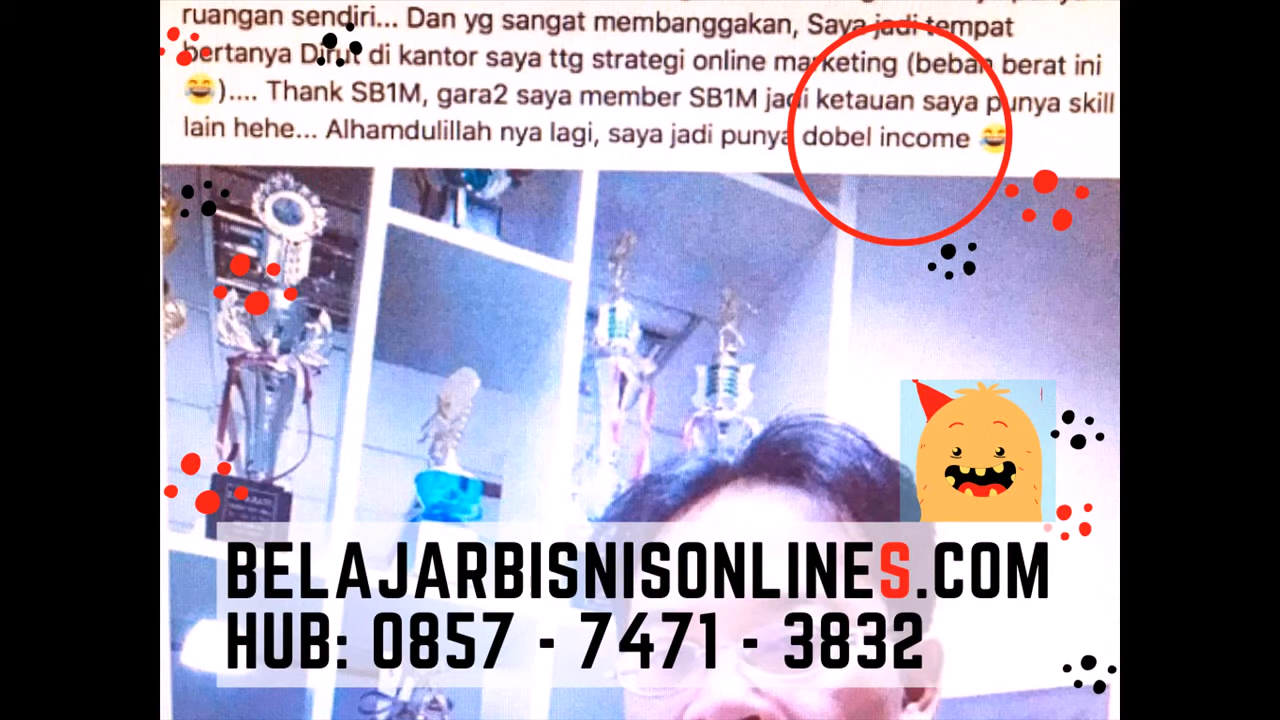 ruangan sendiri... Dan yg sangat membanggakan, Saya jadi tempat
bertanya Dirut di kantor saya ttg strategi online marketing (beban berat ini
😂).... Thank SB1M, gara2 saya member SB1M jadi ketauan saya punya skill
lain hehe... Alhamdulillah nya lagi, saya jadi punya dobel income 😂
BELAJARBISNISONLINES.COM
HUB: 0857 - 7471 - 3832